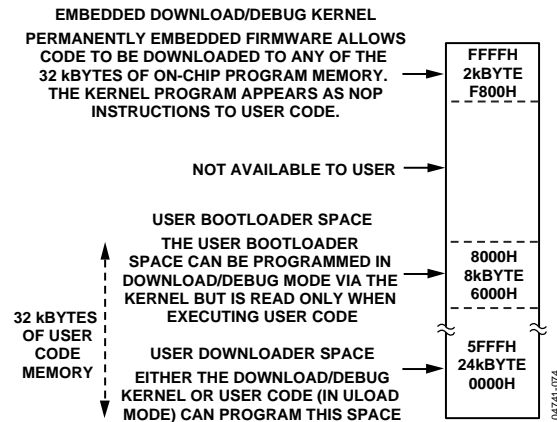 EMBEDDED DOWNLOAD/DEBUG KERNEL
PERMANENTLY EMBEDDED FIRMWARE ALLOWS
CODE TO BE DOWNLOADED TO ANY OF THE
32 kBYTES OF ON-CHIP PROGRAM MEMORY.
THE KERNEL PROGRAM APPEARS AS NOP
INSTRUCTIONS TO USER CODE.
FFFFH
2kBYTE
F800H
NOT AVAILABLE TO USER
USER BOOTLOADER SPACE
THE USER BOOTLOADER
SPACE CAN BE PROGRAMMED IN
DOWNLOAD/DEBUG MODE VIA THE
KERNEL BUT IS READ ONLY WHEN
EXECUTING USER CODE
8000H
8kBYTE
6000H
32 kBYTES
OF USER
CODE
MEMORY
USER DOWNLOADER SPACE
EITHER THE DOWNLOAD/DEBUG
KERNEL OR USER CODE (IN ULOAD
MODE) CAN PROGRAM THIS SPACE
5FFFH
24kBYTE
0000H
04741-074